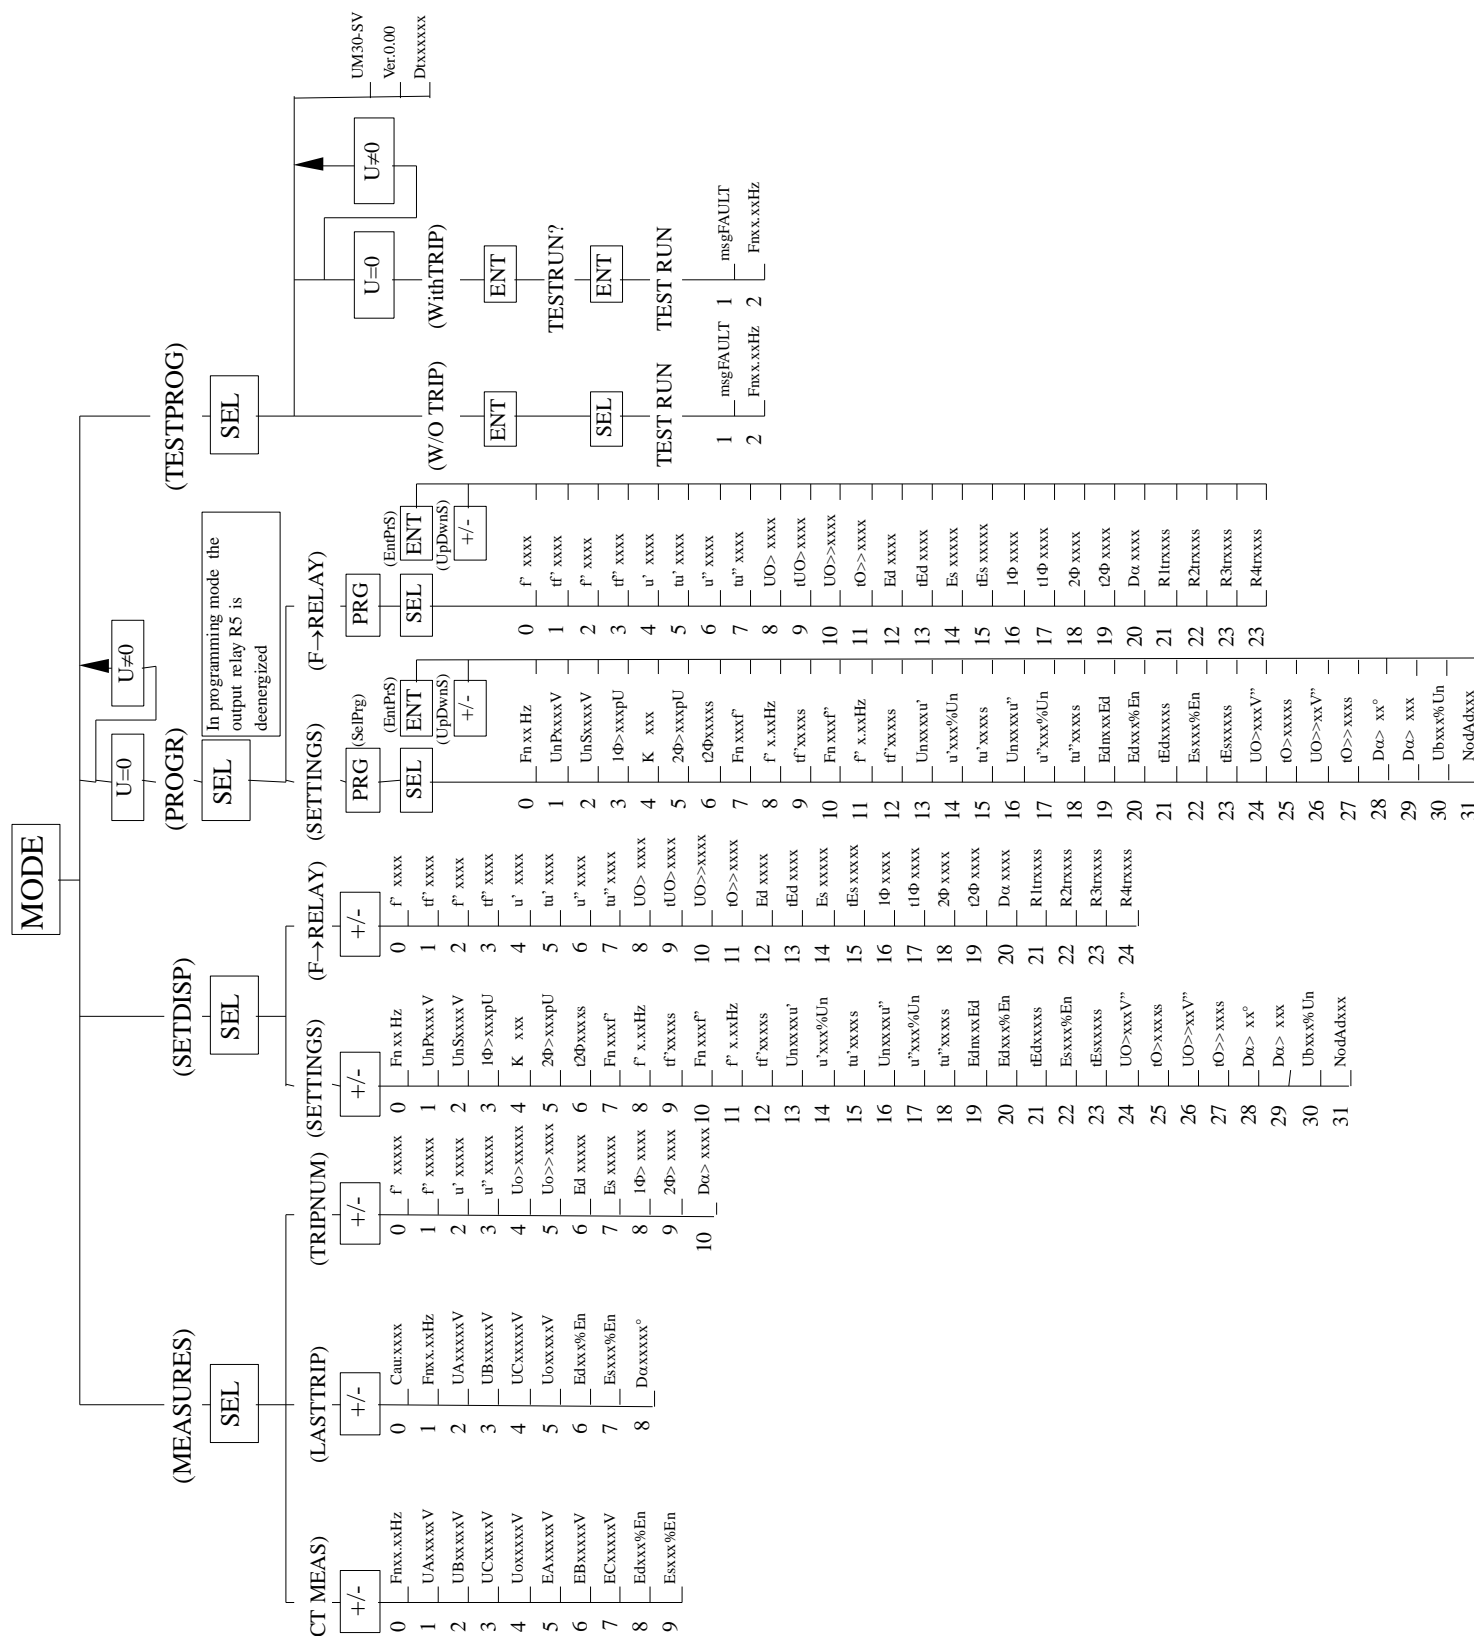 MODE
(MEASURES)
SEL
CT MEAS)
+/-
0 Fnxx.xxHz
1 UAxxxxxV
2 UBxxxxxV
3 UCxxxxxV
4 UoxxxxxV
5 EAxxxxxV
6 EBxxxxxV
7 ECxxxxxV
8 Edxxx%En
9 Esxxx%En
(LASTTRIP)
+/-
0 Cau:xxxx
1 Fnxx.xxHz
2 UAxxxxxV
3 UBxxxxxV
4 UCxxxxxV
5 UoxxxxxV
6 Edxxx%En
7 Esxxx%En
8 Dαxxxxx°
(TRIPNUM)
+/-
0 f' xxxxx
1 f" xxxxx
2 u' xxxxx
3 u" xxxxx
4 Uo>xxxxx
5 Uo>>xxxx
6 Ed xxxxx
7 Es xxxxx
8 1Φ> xxxx
9 2Φ> xxxx
10 Dα> xxxx
(SETDISP)
SEL
(SETTINGS)
+/-
0 Fn xx Hz
1 UnPxxxxV
2 UnSxxxxV
3 1Φ>xxxpU
4 K xxx
5 2Φ>xxxpU
6 t2Φxxxxs
7 Fn xxxf'
8 f' x.xxHz
9 tf'xxxxxs
10 Fn xxxf"
11 f" x.xxHz
12 tf'xxxxxs
13 Unxxxxu'
14 u'xxx%Un
15 tu'xxxxxs
16 Unxxxxu"
17 u"xxx%Un
18 tu"xxxxs
19 EdnxxxEd
20 Edxx%En
21 tEdxxxxs
22 Esxxx%En
23 tEsxxxxs
24 UO>xxxV"
25 tO>xxxxs
26 UO>>xxV"
27 tO>>xxxs
28 Dα> xx°
29 Dα> xxx
30 Ubxxx%Un
31 NodAdxxx
(F→RELAY)
+/-
0 f' xxxx
1 tf' xxxx
2 f" xxxx
3 tf" xxxx
4 u' xxxx
5 tu' xxxx
6 u" xxxx
7 tu" xxxx
8 UO> xxxx
9 tUO> xxxx
10 UO>>xxxx
11 tO>> xxxx
12 Ed xxxx
13 tEd xxxx
14 Es xxxxx
15 tEs xxxxx
16 1Φ xxxx
17 t1Φ xxxx
18 2Φ xxxx
19 t2Φ xxxx
20 Dα xxxx
21 R1trxxxs
22 R2trxxxs
23 R3trxxxs
24 R4trxxxs
U=0
U≠0
(PROGR)
SEL
In programming mode the
output relay R5 is
deenergized
(SETTINGS)
PRG (SelPrg)
SEL
(EntPrS)
ENT
(UpDwnS)
+/-
0 Fn xx Hz
1 UnPxxxxV
2 UnSxxxxV
3 1Φ>xxxpU
4 K xxx
5 2Φ>xxxpU
6 t2Φxxxxs
7 Fn xxxf'
8 f' x.xxHz
9 tf'xxxxxs
10 Fn xxxf"
11 f" x.xxHz
12 tf'xxxxxs
13 Unxxxxu'
14 u'xxx%Un
15 tu'xxxxxs
16 Unxxxxu"
17 u"xxx%Un
18 tu"xxxxs
19 EdnxxxEd
20 Edxx%En
21 tEdxxxxs
22 Esxxx%En
23 tEsxxxxs
24 UO>xxxV"
25 tO>xxxxs
26 UO>>xxV"
27 tO>>xxxs
28 Dα> xx°
29 Dα> xxx
30 Ubxxx%Un
31 NodAdxxx
(F→RELAY)
PRG
SEL
(EntPrS)
ENT
(UpDwnS)
+/-
0 f' xxxx
1 tf' xxxx
2 f" xxxx
3 tf" xxxx
4 u' xxxx
5 tu' xxxx
6 u" xxxx
7 tu" xxxx
8 UO> xxxx
9 tUO> xxxx
10 UO>>xxxx
11 tO>> xxxx
12 Ed xxxx
13 tEd xxxx
14 Es xxxxx
15 tEs xxxxx
16 1Φ xxxx
17 t1Φ xxxx
18 2Φ xxxx
19 t2Φ xxxx
20 Dα xxxx
21 R1trxxxs
22 R2trxxxs
23 R3trxxxs
23 R4trxxxs
(TESTPROG)
SEL
(W/O TRIP)
ENT
SEL
TEST RUN
1 msgFAULT
2 Fnxx.xxHz
U=0
U≠0
(WithTRIP)
ENT
TESTRUN?
ENT
TEST RUN
1 msgFAULT
2 Fnxx.xxHz
UM30-SV
Ver.0.00
Dtxxxxxx